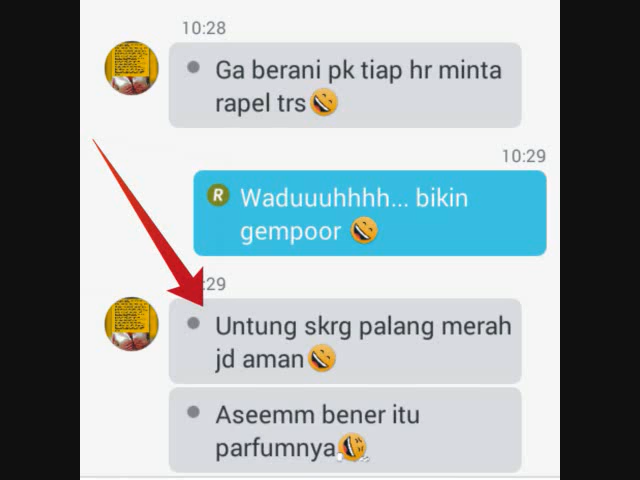 10:28
Ga berani pk tiap hr minta
rapel trs
10:29
R
Waduuuhhhh... bikin
gempoor
:29
Untung skrg palang merah
jd aman
Aseemm bener itu
parfumnya